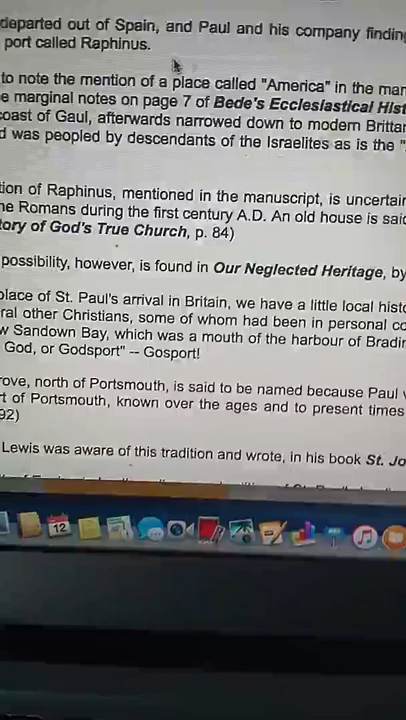 departed out of Spain, and Paul and his company finding
port called Raphinus.
to note the mention of a place called "America" in the
e marginal notes on page 7 of Bede's Ecclesiastical Hist
coast of Gaul, afterwards narrowed down to modern Brittan
d was peopled by descendants of the Israelites as is the "
tion of Raphinus, mentioned in the manuscript, is uncertain
he Romans during the first century A.D. An old house is said
tory of God's True Church, p. 84)
possibility, however, is found in Our Neglected Heritage, by
place of St. Paul's arrival in Britain, we have a little local histo
ral other Christians, some of whom had been in personal co
w Sandown Bay, which was a mouth of the harbour of Bradin
God, or Godsport" -- Gosport!
rove, north of Portsmouth, is said to be named because Paul
t of Portsmouth, known over the ages and to present times
92)
Lewis was aware of this tradition and wrote, in his book St. Jo
12